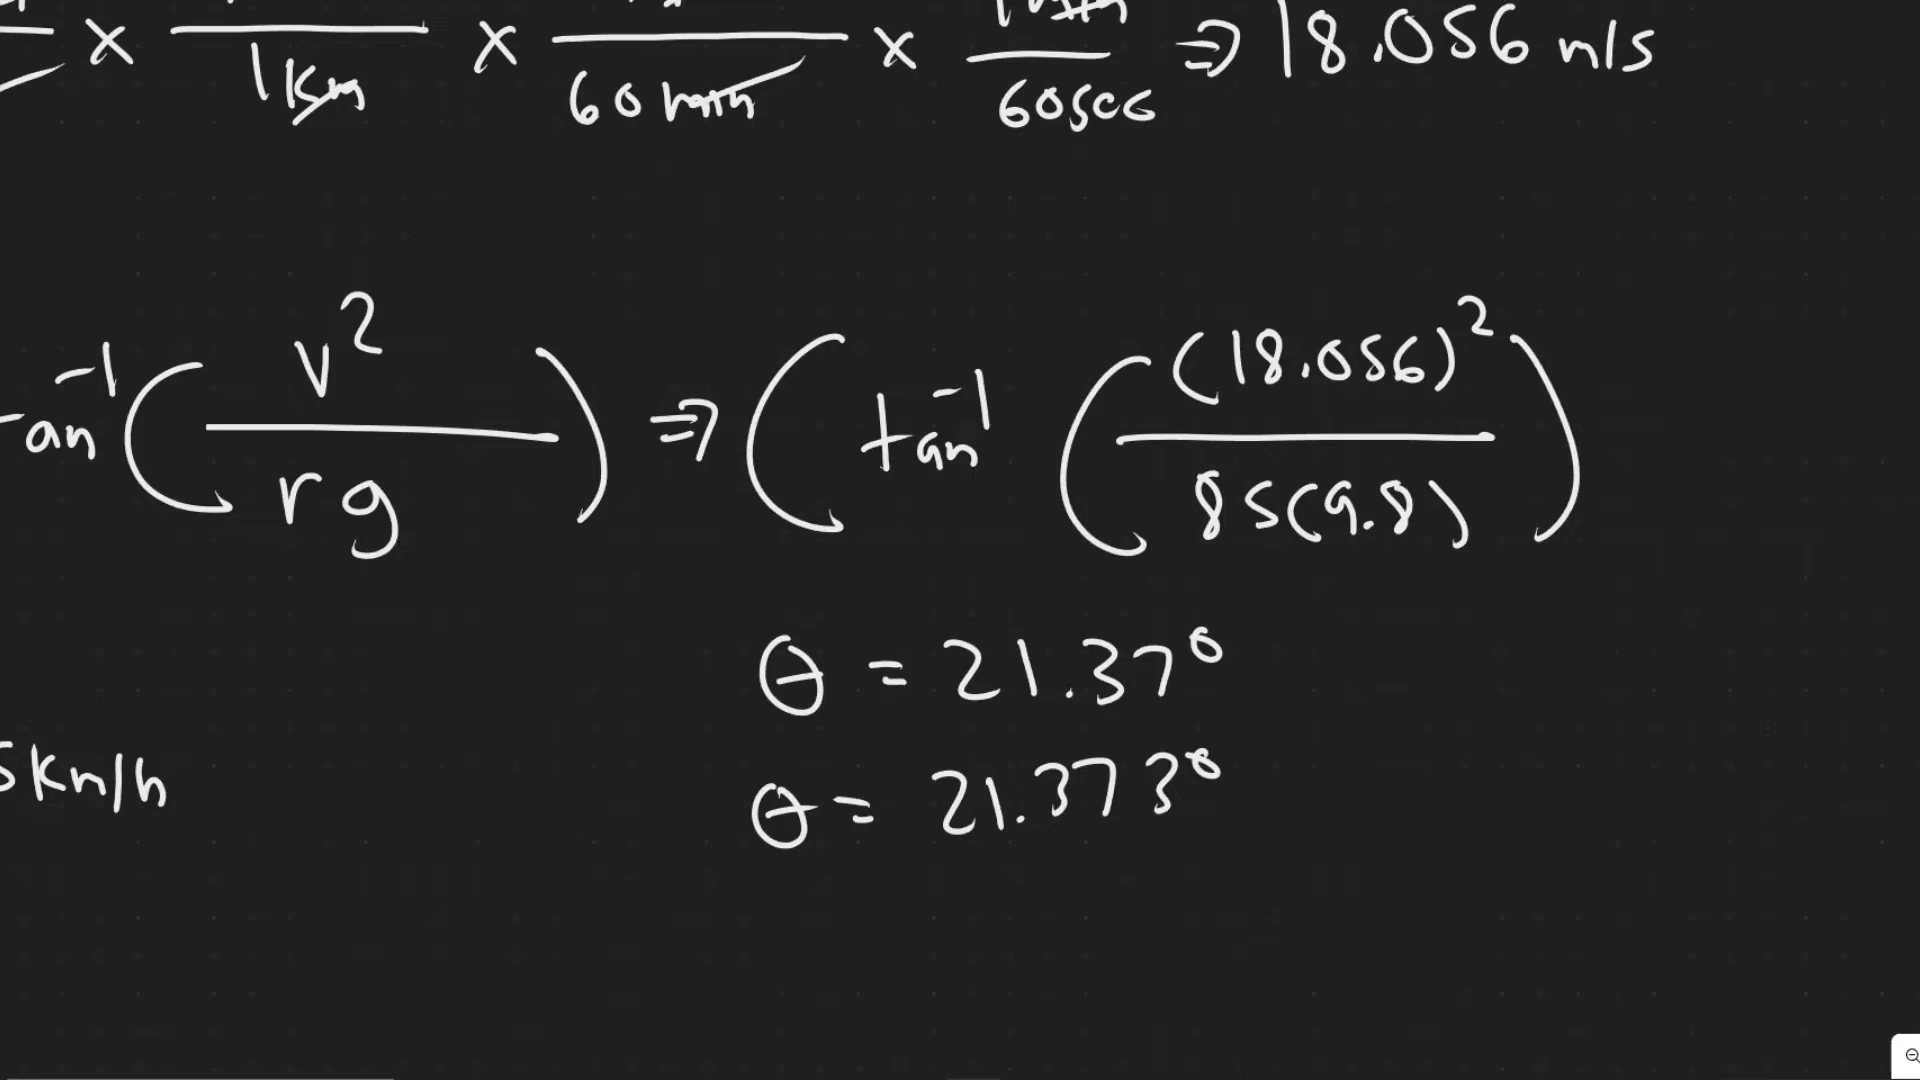 × 1km × 60 min × 60sec ⇒ 18.056 m/s
tan⁻¹(v²/rg) ⇒ (tan⁻¹((18.056)²/85(9.8))
θ = 21.37°
5km/h
θ = 21.373°